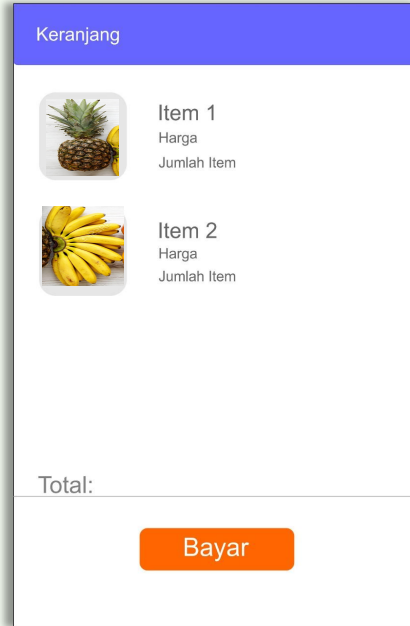 Keranjang
Item 1
Harga
Jumlah Item
Item 2
Harga
Jumlah Item
Total:
Bayar